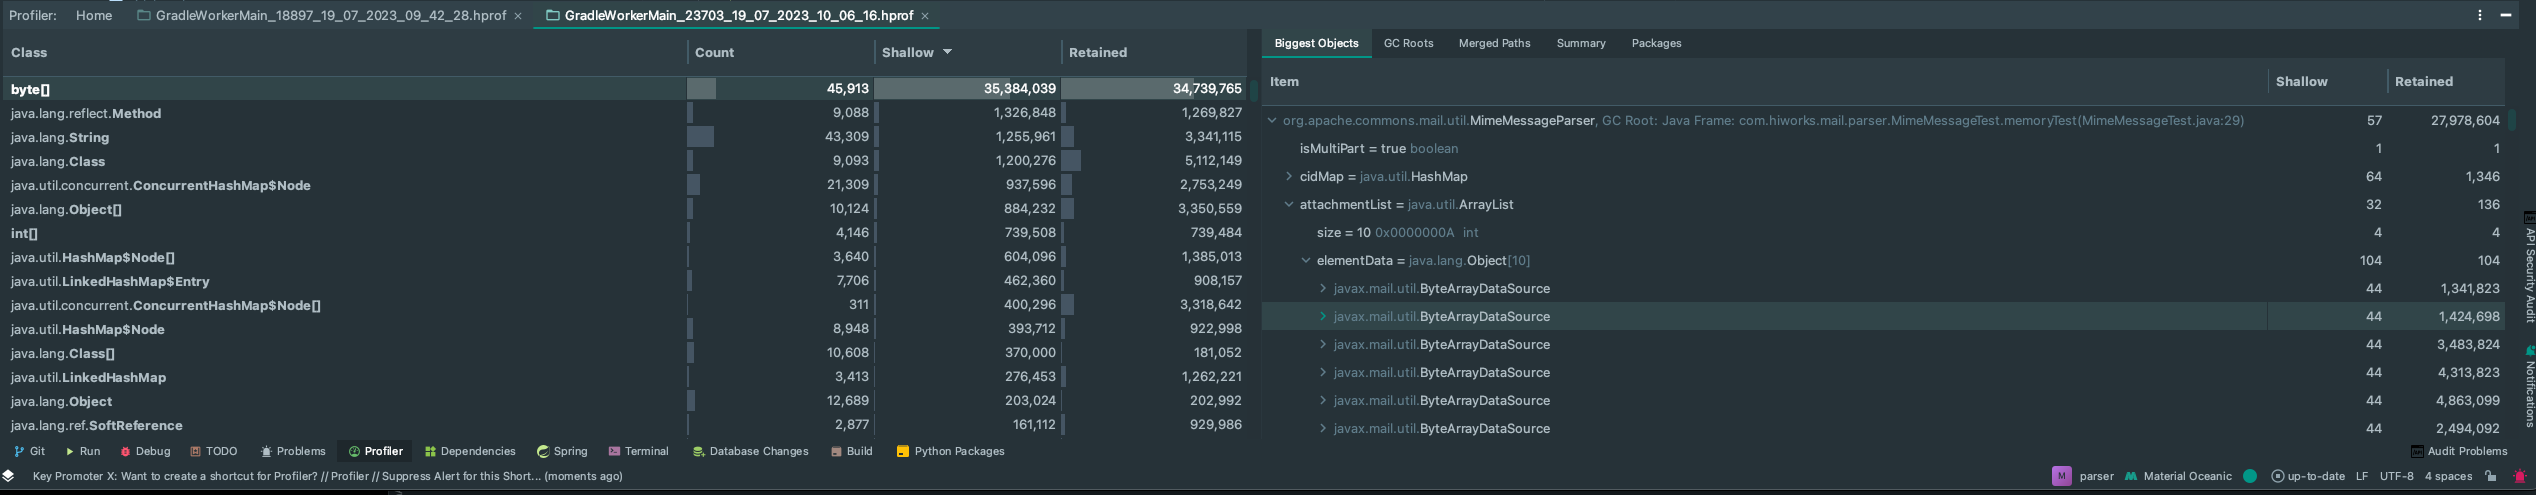 Profiler: Home GradleWorkerMain_18897_19_07_2023_09_42_28.hprof × GradleWorkerMain_23703_19_07_2023_10_06_16.hprof ×
Class Count Shallow Retained
byte[] 45,913 35,384,039 34,739,765
java.lang.reflect.Method 9,088 1,326,848 1,269,827
java.lang.String 43,309 1,255,961 3,341,115
java.lang.Class 9,093 1,200,276 5,112,149
java.util.concurrent.ConcurrentHashMap$Node 21,309 937,596 2,753,249
java.lang.Object[] 10,124 884,232 3,350,559
int[] 4,146 739,508 739,484
java.util.HashMap$Node[] 3,640 604,096 1,385,013
java.util.LinkedHashMap$Entry 7,706 462,360 908,157
java.util.concurrent.ConcurrentHashMap$Node[] 311 400,296 3,318,642
java.util.HashMap$Node 8,948 393,712 922,998
java.lang.Class[] 10,608 370,000 181,052
java.util.LinkedHashMap 3,413 276,453 1,262,221
java.lang.Object 12,689 203,024 202,992
java.lang.ref.SoftReference 2,877 161,112 929,986
Biggest Objects GC Roots Merged Paths Summary Packages
Item Shallow Retained
org.apache.commons.mail.util.MimeMessageParser, GC Root: Java Frame: com.hiworks.mail.parser.MimeMessageTest.memoryTest(MimeMessageTest.java:29) 57 27,978,604
isMultiPart = true boolean 1 1
cidMap = java.util.HashMap 64 1,346
attachmentList = java.util.ArrayList 32 136
size = 10 0x0000000A int 4 4
elementData = java.lang.Object[10] 104 104
javax.mail.util.ByteArrayDataSource 44 1,341,823
javax.mail.util.ByteArrayDataSource 44 1,424,698
javax.mail.util.ByteArrayDataSource 44 3,483,824
javax.mail.util.ByteArrayDataSource 44 4,313,823
javax.mail.util.ByteArrayDataSource 44 4,863,099
javax.mail.util.ByteArrayDataSource 44 2,494,092
API Security Audit
Notifications
Git Run Debug TODO Problems Profiler Dependencies Spring Terminal Database Changes Build Python Packages Audit Problems
Key Promoter X: Want to create a shortcut for Profiler? // Profiler // Suppress Alert for this Short... (moments ago) M parser Material Oceanic up-to-date LF UTF-8 4 spaces